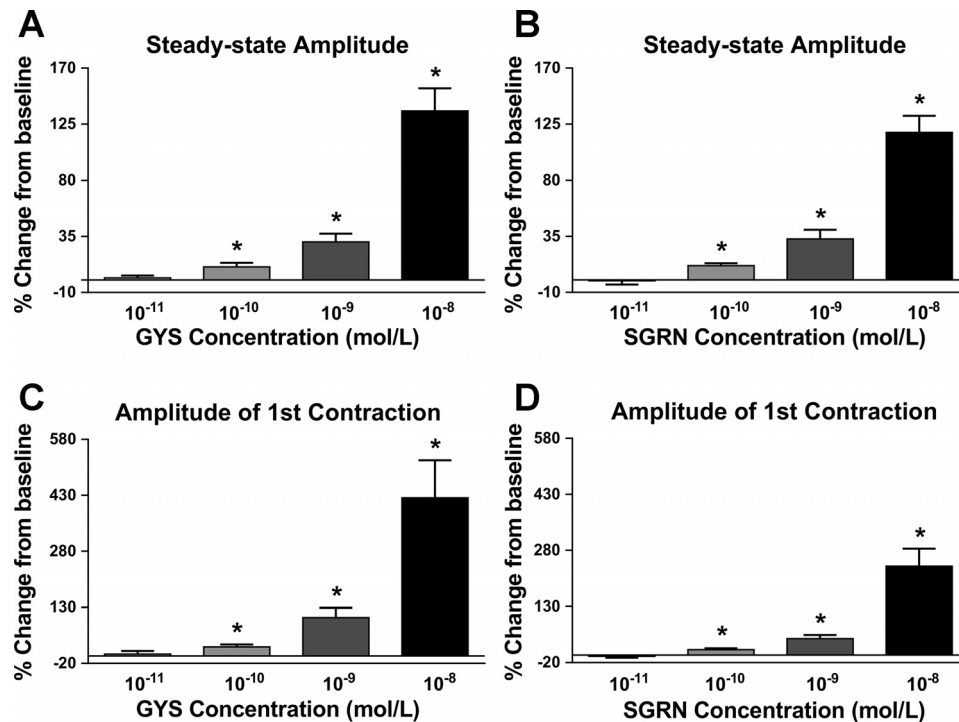 A
Steady-state Amplitude
% Change from baseline
170
125
80
35
-10
*
*
*
10⁻¹¹ 10⁻¹⁰ 10⁻⁹ 10⁻⁸
GYS Concentration (mol/L)
B
Steady-state Amplitude
% Change from baseline
170
125
80
35
-10
*
*
*
10⁻¹¹ 10⁻¹⁰ 10⁻⁹ 10⁻⁸
SGRN Concentration (mol/L)
C
Amplitude of 1st Contraction
% Change from baseline
580
430
280
130
-20
*
*
*
10⁻¹¹ 10⁻¹⁰ 10⁻⁹ 10⁻⁸
GYS Concentration (mol/L)
D
Amplitude of 1st Contraction
% Change from baseline
580
430
280
130
-20
*
*
*
10⁻¹¹ 10⁻¹⁰ 10⁻⁹ 10⁻⁸
SGRN Concentration (mol/L)